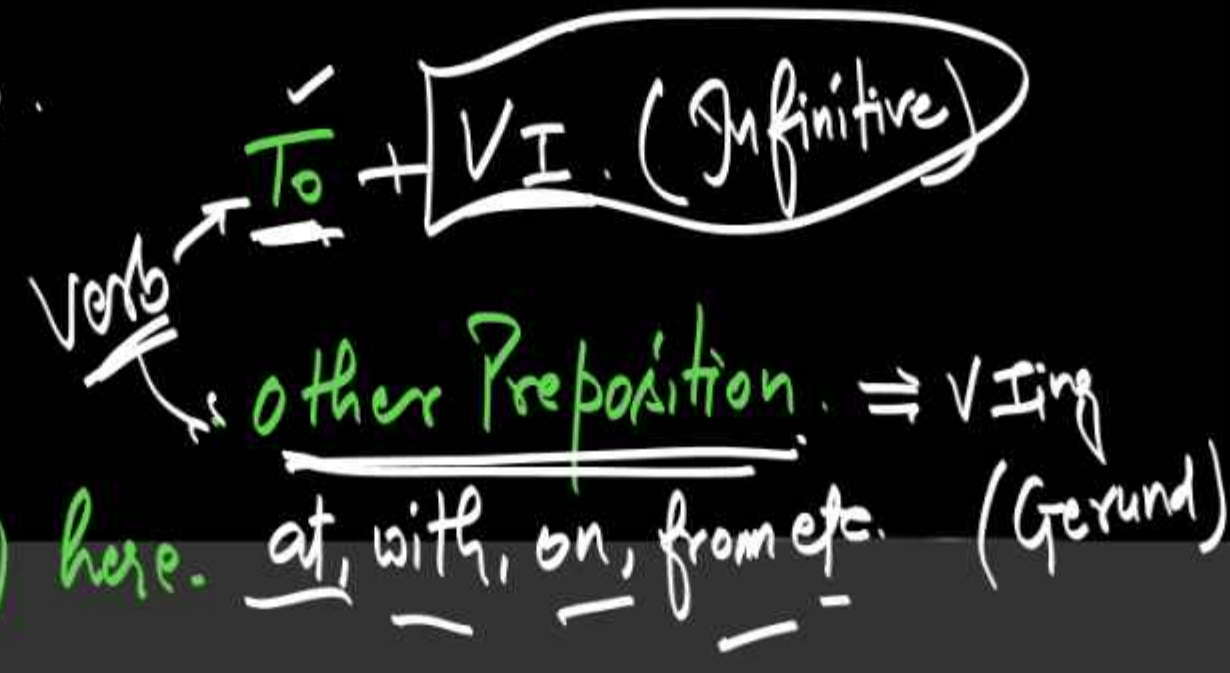 To + VI. (Infinitive)
Verb
other Preposition. ⇒ VIing
) here. at, with, on, from etc. (Gerund)